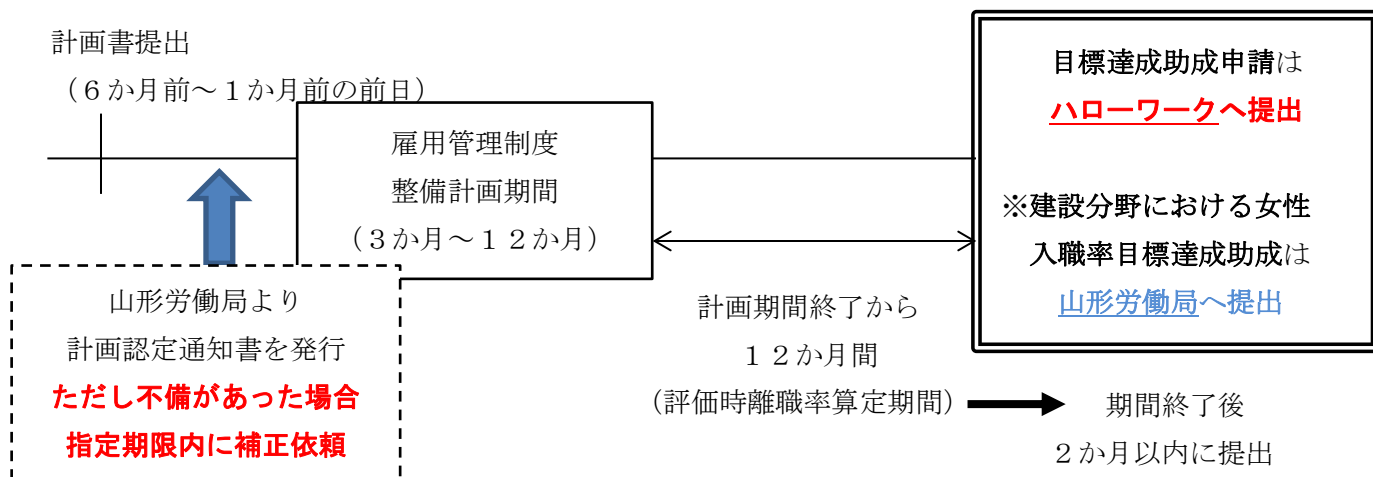 計画書提出
（６か月前～１か月前の前日）
雇用管理制度
整備計画期間
（３か月～１２か月）
目標達成助成申請は
ハローワークへ提出
※建設分野における女性
入職率目標達成助成は
山形労働局へ提出
山形労働局より
計画認定通知書を発行
ただし不備があった場合
指定期限内に補正依頼
計画期間終了から
１２か月間
（評価時離職率算定期間）
期間終了後
２か月以内に提出